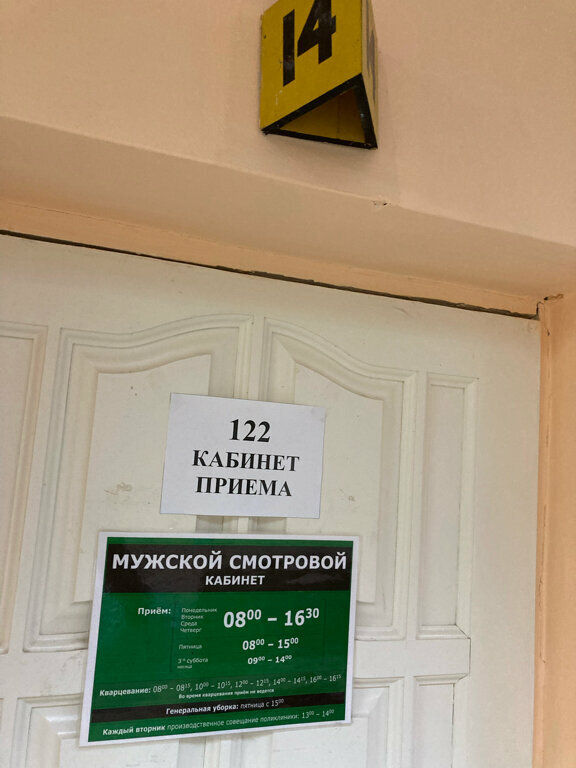 14
122
КАБИНЕТ
ПРИЕМА
МУЖСКОЙ СМОТРОВОЙ
КАБИНЕТ
Приём:
Понедельник
Вторник
Среда
Четверг
08⁰⁰ – 16³⁰
Пятница
08⁰⁰ – 15⁰⁰
3ʸ суббота
месяца
09⁰⁰ – 14⁰⁰
Кварцевание: 08⁰⁰ – 08¹⁵, 10⁰⁰ – 10¹⁵, 12⁰⁰ – 12¹⁵, 14⁰⁰ – 14¹⁵, 16⁰⁰ – 16¹⁵
Во время кварцевания приём не ведется
Генеральная уборка: пятница с 15⁰⁰
Каждый вторник производственное совещание поликлиники: 13⁰⁰ – 14⁰⁰